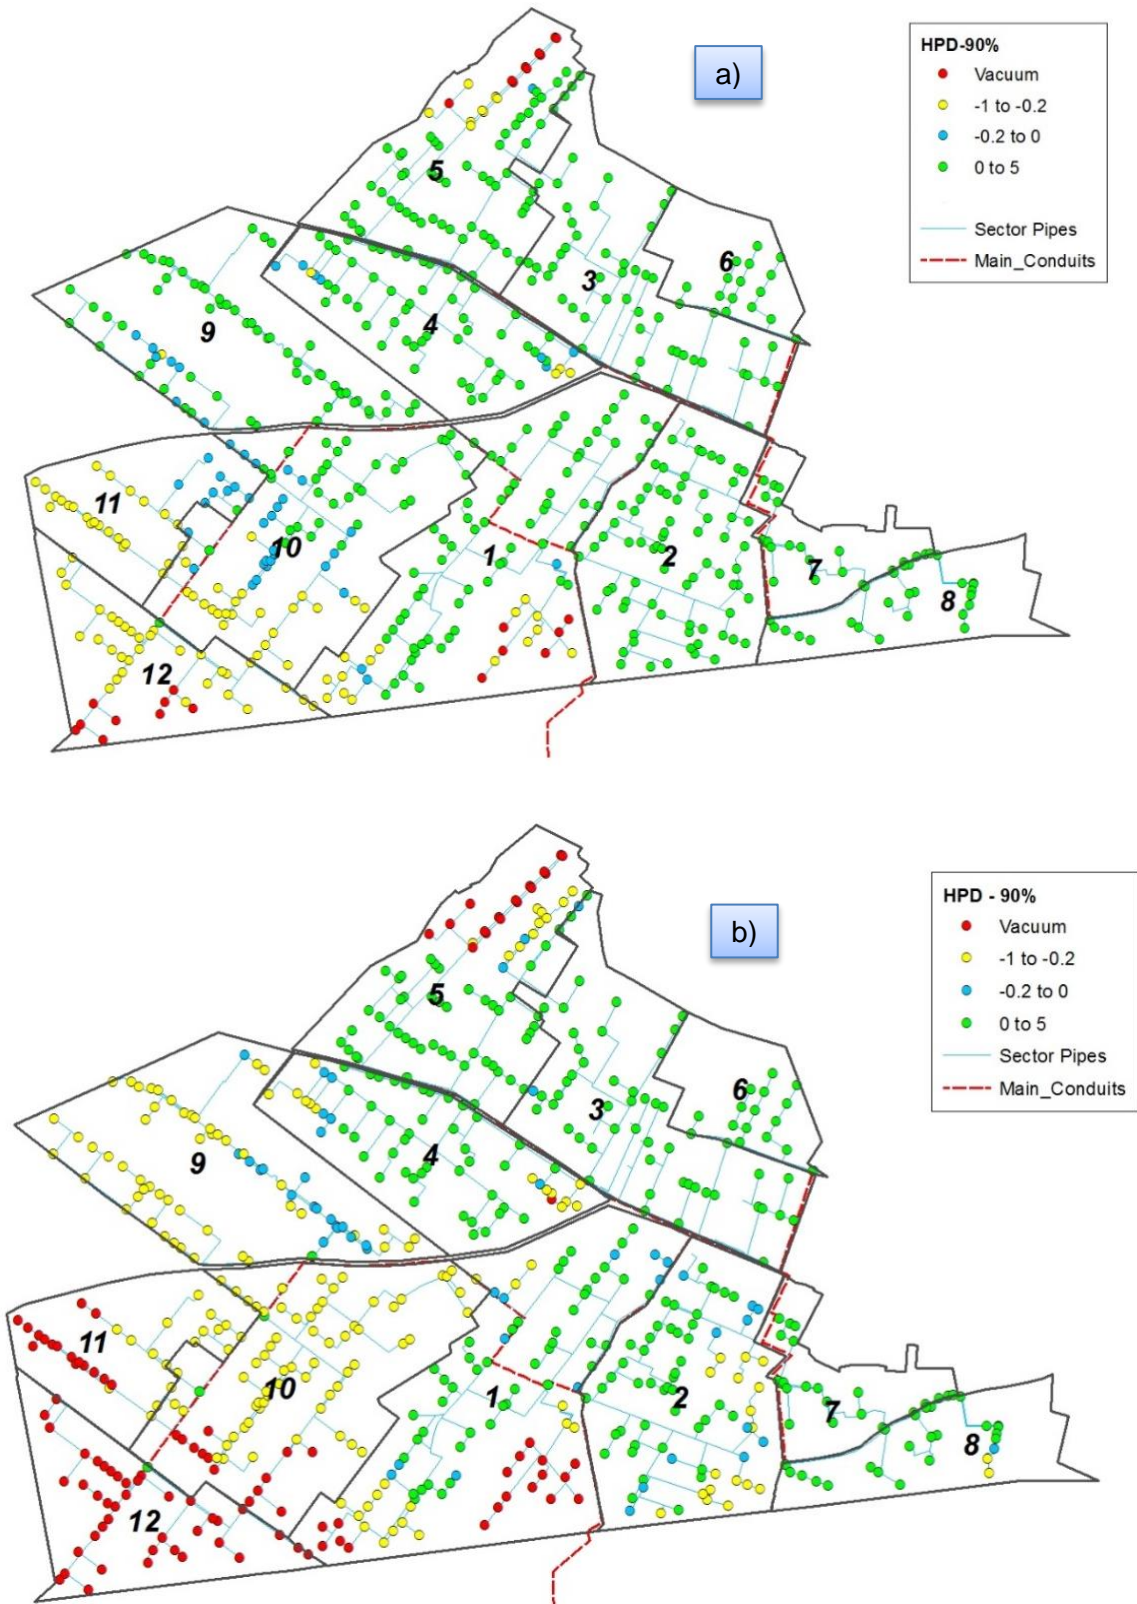 a)
HPD-90%
Vacuum
-1 to -0.2
-0.2 to 0
0 to 5
Sector Pipes
Main_Conduits
5
6
3
9
4
11
10
1
2
7
8
12
b)
HPD - 90%
Vacuum
-1 to -0.2
-0.2 to 0
0 to 5
Sector Pipes
Main_Conduits
5
6
3
4
9
11
10
1
2
7
8
12